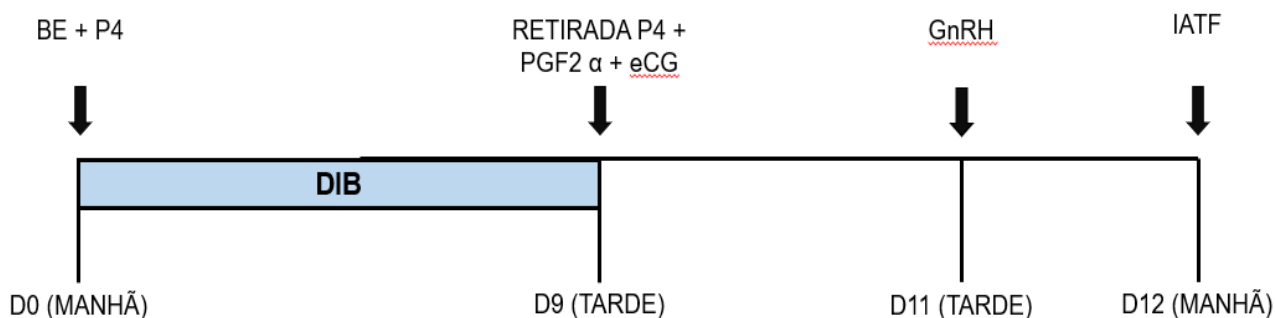 BE + P4
RETIRADA P4 +
PGF2 α + eCG
GnRH
IATF
DIB
D0 (MANHÃ)
D9 (TARDE)
D11 (TARDE)
D12 (MANHÃ)